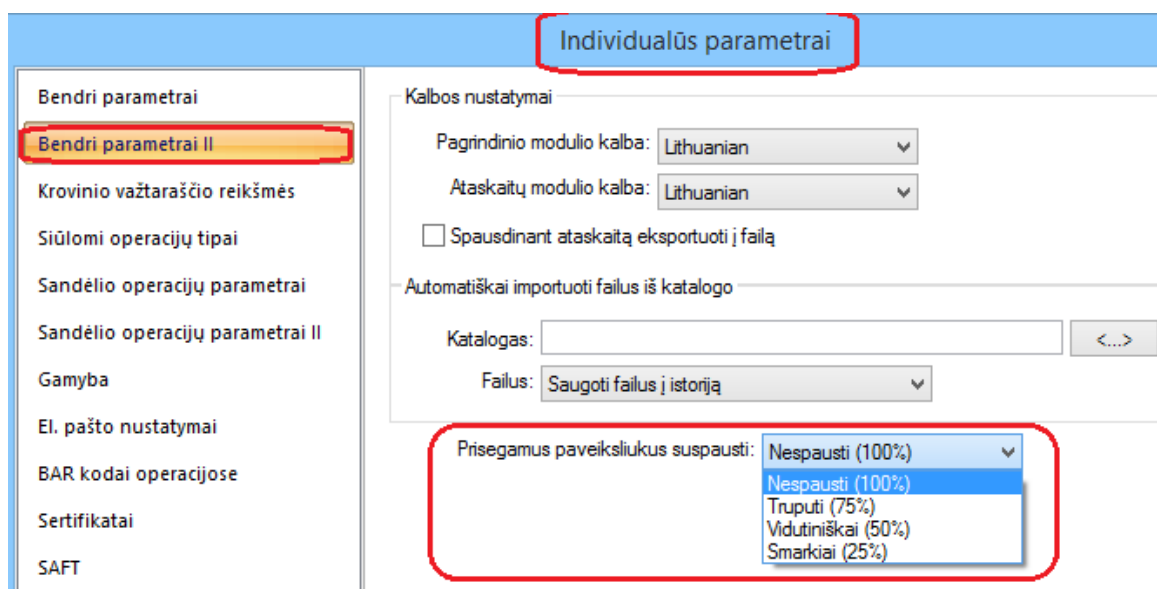 Individualūs parametrai
Bendri parametrai
Bendri parametrai II
Krovinio važtaraščio reikšmės
Siūlomi operacijų tipai
Sandėlio operacijų parametrai
Sandėlio operacijų parametrai II
Gamyba
El. pašto nustatymai
BAR kodai operacijose
Sertifikatai
SAFT
Kalbos nustatymai
Pagrindinio modulio kalba: Lithuanian
Ataskaitų modulio kalba: Lithuanian
Spausdinant ataskaitą eksportuoti į failą
Automatiškai importuoti failus iš katalogo
Katalogas: <...>
Failus: Saugoti failus į istoriją
Prisegamus paveiksliukus suspausti: Nespausti (100%)
Nespausti (100%)
Truputi (75%)
Vidutiniškai (50%)
Smarkiai (25%)